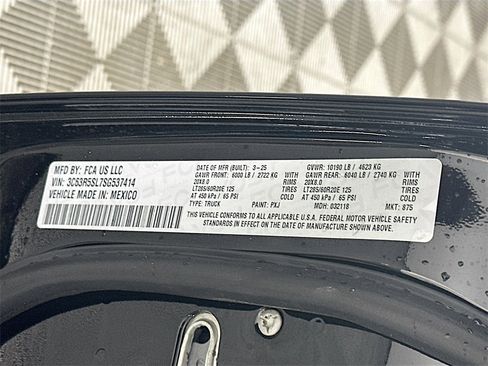 MFD BY: FCA US LLC
VIN: 3C63R5SL7SG537414
VEHICLE MADE IN: MEXICO
DATE OF MFR (BUILT): 3-25 GVWR: 10190 LB / 4623 KG
GAWR FRONT: 6000 LB / 2722 KG GAWR REAR: 6040 LB / 2740 KG
20X8.0 RIMS 20X8.0 RIMS
LT285/60R20E 125 TIRES LT285/60R20E 125 TIRES
AT 450 kPa / 65 PSI COLD AT 450 kPa / 65 PSI COLD
THIS VEHICLE CONFORMS TO ALL APPLICABLE U.S.A. FEDERAL MOTOR VEHICLE SAFETY
STANDARDS IN EFFECT ON THE DATE OF MANUFACTURE SHOWN ABOVE.
TYPE: TRUCK PAINT: PXJ MDH: 032118 MKT: 875